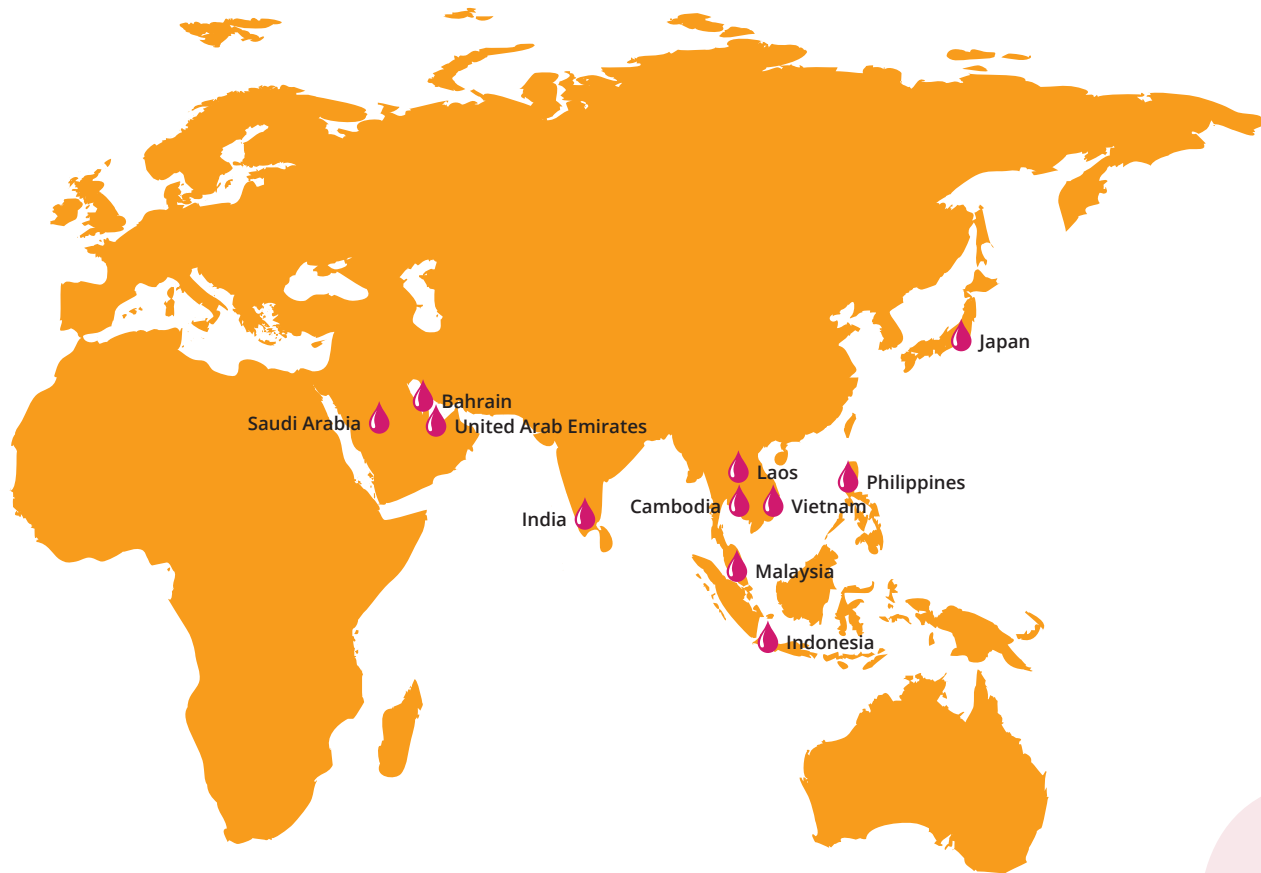 Japan
Bahrain
Saudi Arabia
United Arab Emirates
Laos
Philippines
Cambodia
Vietnam
India
Malaysia
Indonesia